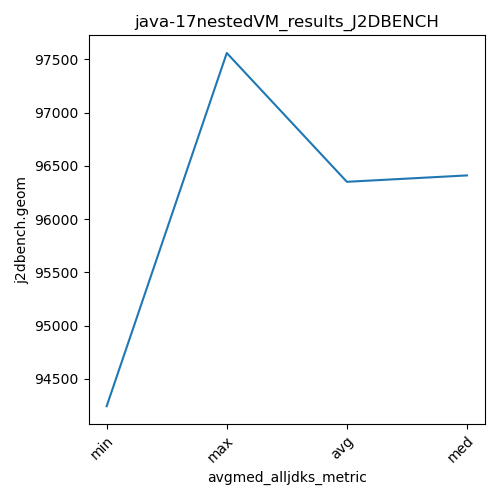 java-17nestedVM_results_J2DBENCH
97500
97000
96500
96000
95500
95000
94500
j2dbench.geom
min
max
avg
med
avgmed_alljdks_metric